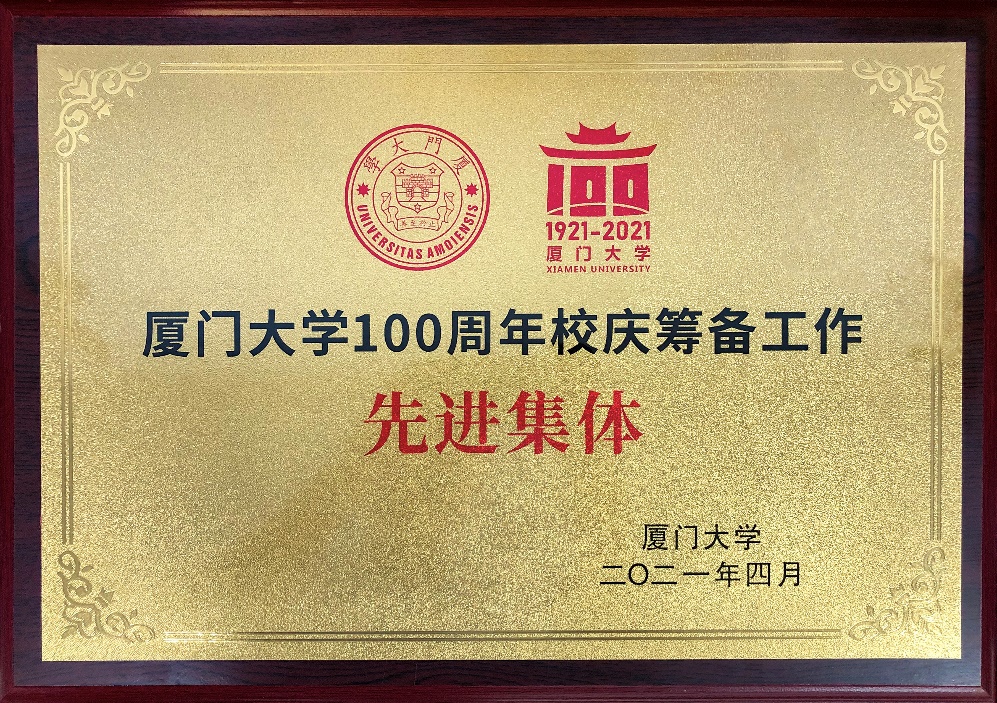 廈門大學
UNIVERSITAS AMOIENSIS
100
1921-2021
厦门大学
XIAMEN UNIVERSITY
厦门大学100周年校庆筹备工作
先进集体
厦门大学
二〇二一年四月